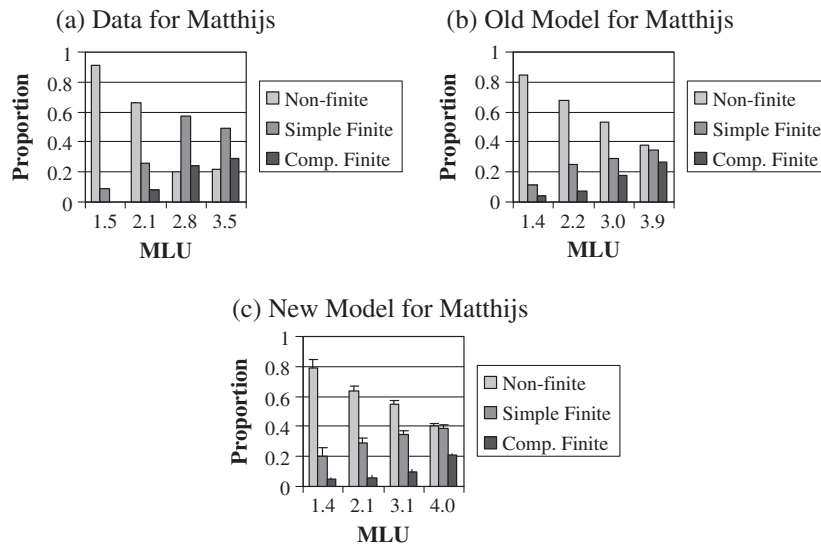 (a) Data for Matthijs
1
0.8
0.6
0.4
0.2
0
Proportion
1.5 2.1 2.8 3.5
MLU
Non-finite
Simple Finite
Comp. Finite
(b) Old Model for Matthijs
1
0.8
0.6
0.4
0.2
0
Proportion
1.4 2.2 3.0 3.9
MLU
Non-finite
Simple Finite
Comp. Finite
(c) New Model for Matthijs
1
0.8
0.6
0.4
0.2
0
Proportion
1.4 2.1 3.1 4.0
MLU
Non-finite
Simple Finite
Comp. Finite